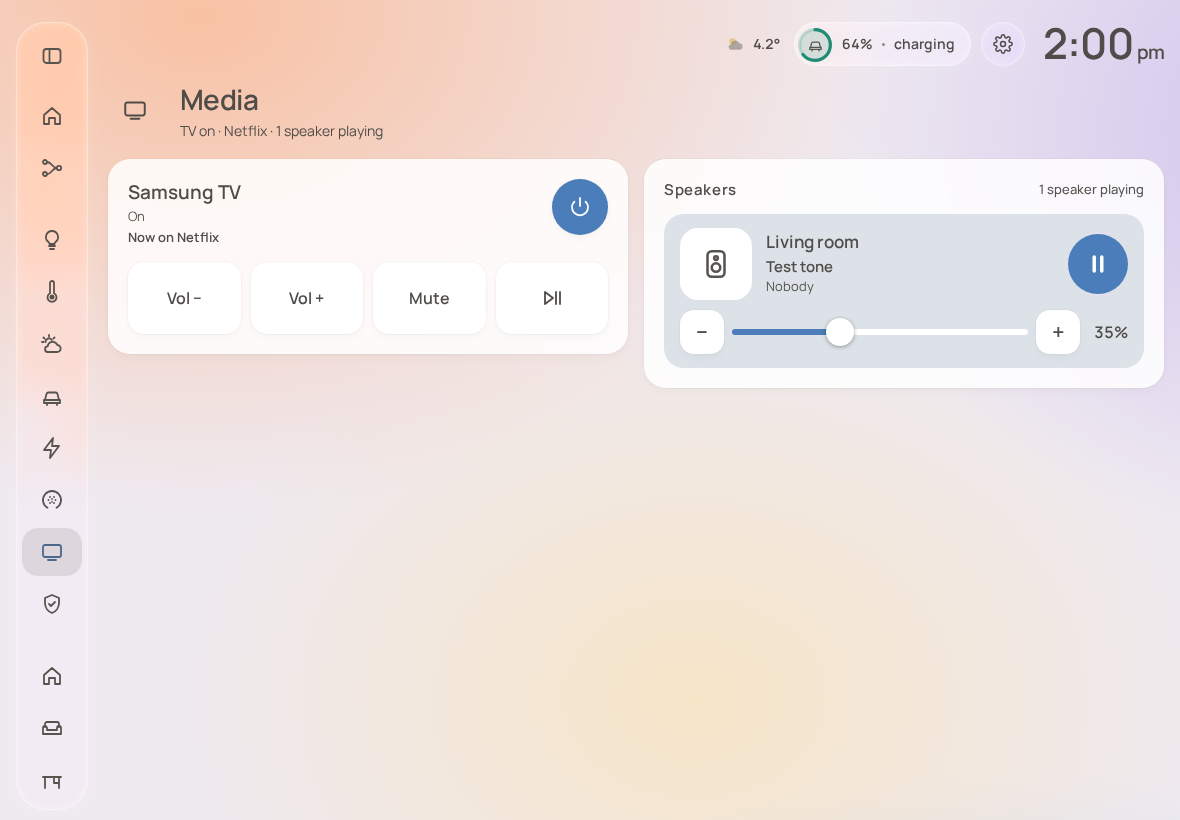 4.2°
64% • charging
2:00 pm
Media
TV on · Netflix · 1 speaker playing
Samsung TV
On
Now on Netflix
Vol −
Vol +
Mute
Speakers
1 speaker playing
Living room
Test tone
Nobody
−
+
35%